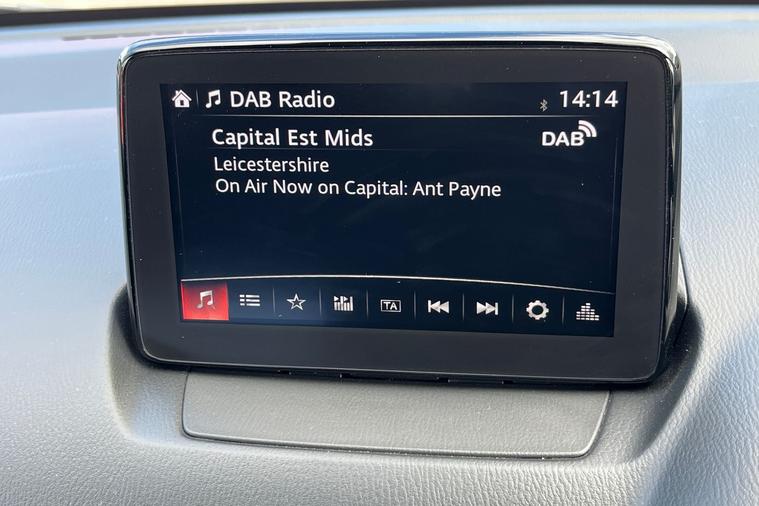 DAB Radio
14:14
Capital Est Mids
DAB
Leicestershire
On Air Now on Capital: Ant Payne
TA